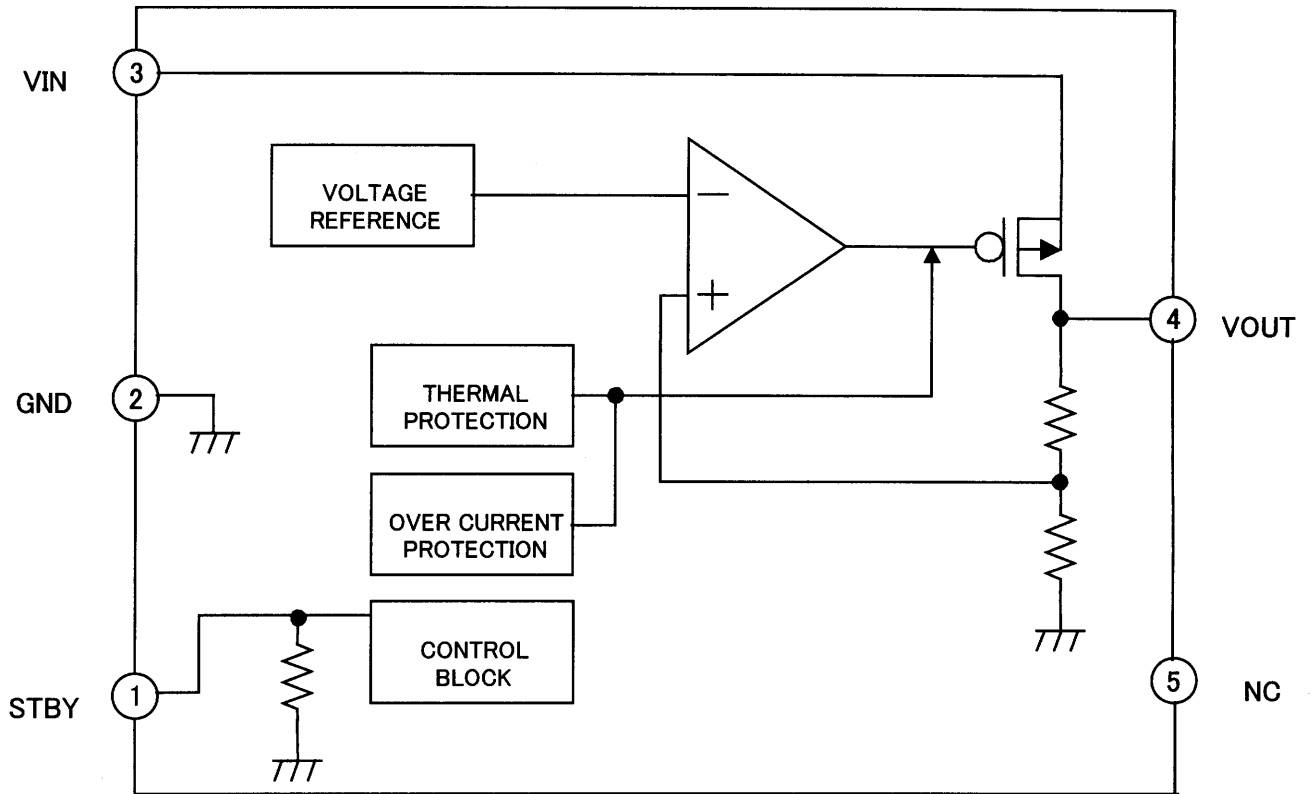 3
VIN
VOLTAGE
REFERENCE
−
+
4
VOUT
2
GND
THERMAL
PROTECTION
OVER CURRENT
PROTECTION
CONTROL
BLOCK
1
STBY
5
NC